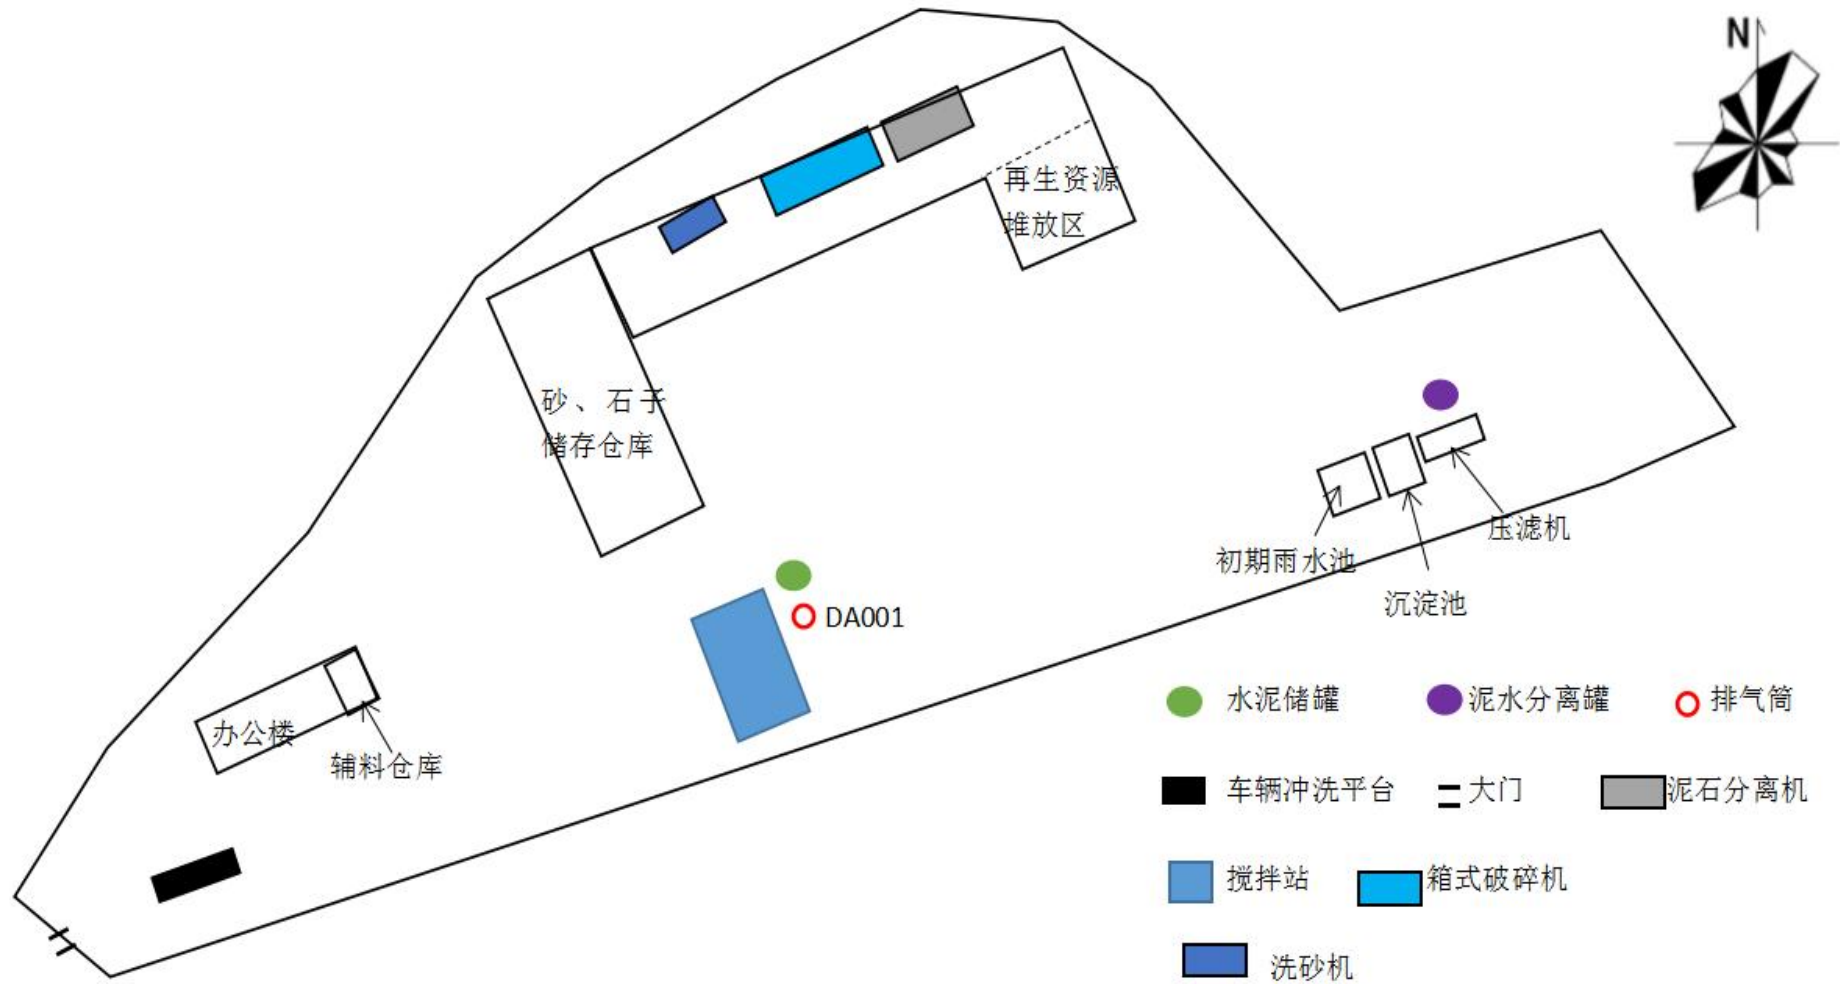 N
再生资源
堆放区
砂、石子
储存仓库
压滤机
初期雨水池
沉淀池
DA001
办公楼
辅料仓库
水泥储罐
泥水分离罐
排气筒
车辆冲洗平台
大门
泥石分离机
搅拌站
箱式破碎机
洗砂机